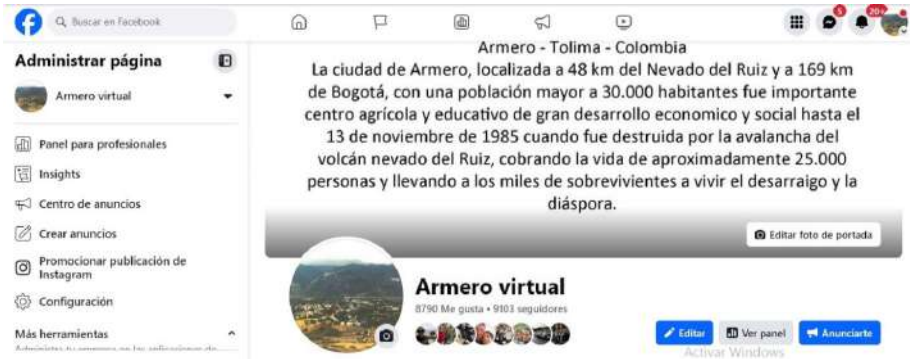 Buscar en Facebook
5
20+
Administrar página
Armero virtual
Panel para profesionales
Insights
Centro de anuncios
Crear anuncios
Promocionar publicación de
Instagram
Configuración
Más herramientas
Armero - Tolima - Colombia
La ciudad de Armero, localizada a 48 km del Nevado del Ruiz y a 169 km
de Bogotá, con una población mayor a 30.000 habitantes fue importante
centro agrícola y educativo de gran desarrollo economico y social hasta el
13 de noviembre de 1985 cuando fue destruida por la avalancha del
volcán nevado del Ruiz, cobrando la vida de aproximadamente 25.000
personas y llevando a los miles de sobrevivientes a vivir el desarraigo y la
diáspora.
Editar foto de portada
Armero virtual
8790 Me gusta • 9103 seguidores
Editar
Ver panel
Anunciarte
Activar Windows